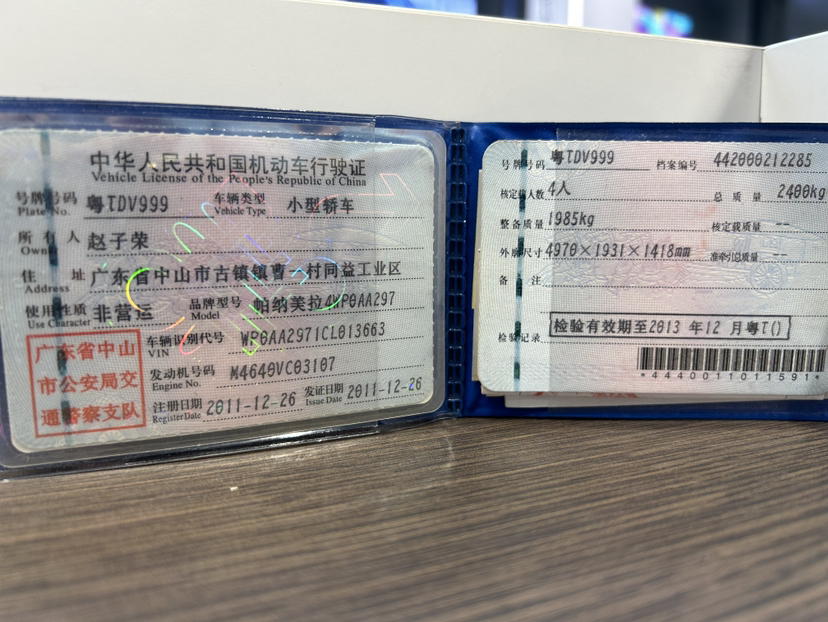 中华人民共和国机动车行驶证
Vehicle License of the People's Republic of China
号牌号码 粤TDV999 车辆类型 小型轿车
Plate No. Vehicle Type
所有人 赵子荣
Owner
住址 广东省中山市古镇镇曹一村同益工业区
Address
使用性质 非营运 品牌型号 帕纳美拉4WP0AA297
Use Character Model
广东省中山
市公安局交
通警察支队
车辆识别代号 WP0AA2971CL013663
VIN
发动机号码 M4640VC03107
Engine No.
注册日期 2011-12-26 发证日期 2011-12-26
Register Date Issue Date
号牌号码 粤TDV999 档案编号 442000212285
核定载人数 4人 总质量 2400kg
整备质量 1985kg 核定载质量 --
外廓尺寸 4970×1931×1418mm 准牵引总质量 --
备注
检验记录 检验有效期至2013 年12 月粤T()
*4440011011591*